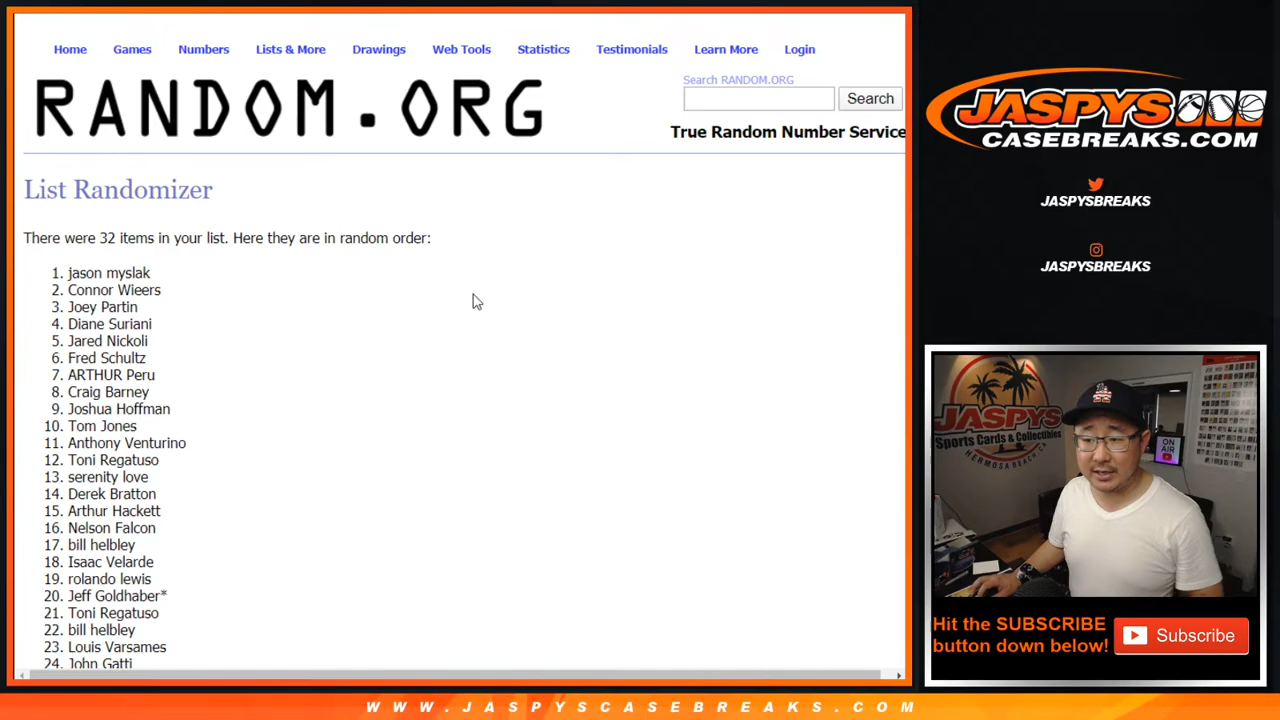 Home Games Numbers Lists & More Drawings Web Tools Statistics Testimonials Learn More Login
RANDOM.ORG
Search RANDOM.ORG
Search
True Random Number Service
List Randomizer
There were 32 items in your list. Here they are in random order:
1. jason myslak
2. Connor Wieers
3. Joey Partin
4. Diane Suriani
5. Jared Nickoli
6. Fred Schultz
7. ARTHUR Peru
8. Craig Barney
9. Joshua Hoffman
10. Tom Jones
11. Anthony Venturino
12. Toni Regatuso
13. serenity love
14. Derek Bratton
15. Arthur Hackett
16. Nelson Falcon
17. bill helbley
18. Isaac Velarde
19. rolando lewis
20. Jeff Goldhaber*
21. Toni Regatuso
22. bill helbley
23. Louis Varsames
24. John Gatti
JASPYS
CASEBREAKS.COM
JASPYSBREAKS
JASPYSBREAKS
JASPYS
Sports Cards & Collectibles
HERMOSA BEACH, CA
ON
AIR
Hit the SUBSCRIBE
button down below!
Subscribe
WWW.JASPYSCASEBREAKS.COM